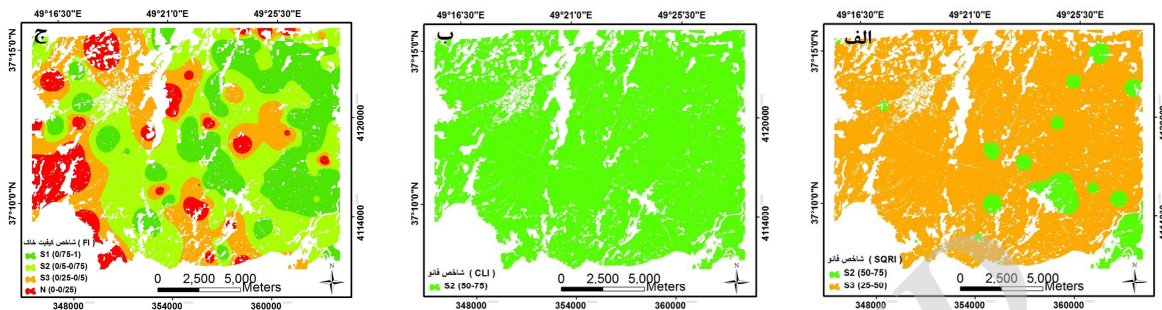 49°16'30"E 49°21'0"E 49°25'30"E
ج
37°15'0"N
37°10'0"N
4120000
4114000
شاخص کیفیت خاک ( FI )
S1 (0/75-1)
S2 (0/5-0/75)
S3 (0/25-0/5)
N (0-0/25)
0 2,500 5,000
Meters
N
348000 354000 360000
49°16'30"E 49°21'0"E 49°25'30"E
ب
37°15'0"N
37°10'0"N
4120000
4114000
شاخص فائو ( CLI )
S2 (50-75)
0 2,500 5,000
Meters
N
348000 354000 360000
49°16'30"E 49°21'0"E 49°25'30"E
الف
37°15'0"N
37°10'0"N
4120000
4114000
شاخص فائو ( SQRI )
S2 (50-75)
S3 (25-50)
0 2,500 5,000
Meters
N
348000 354000 360000